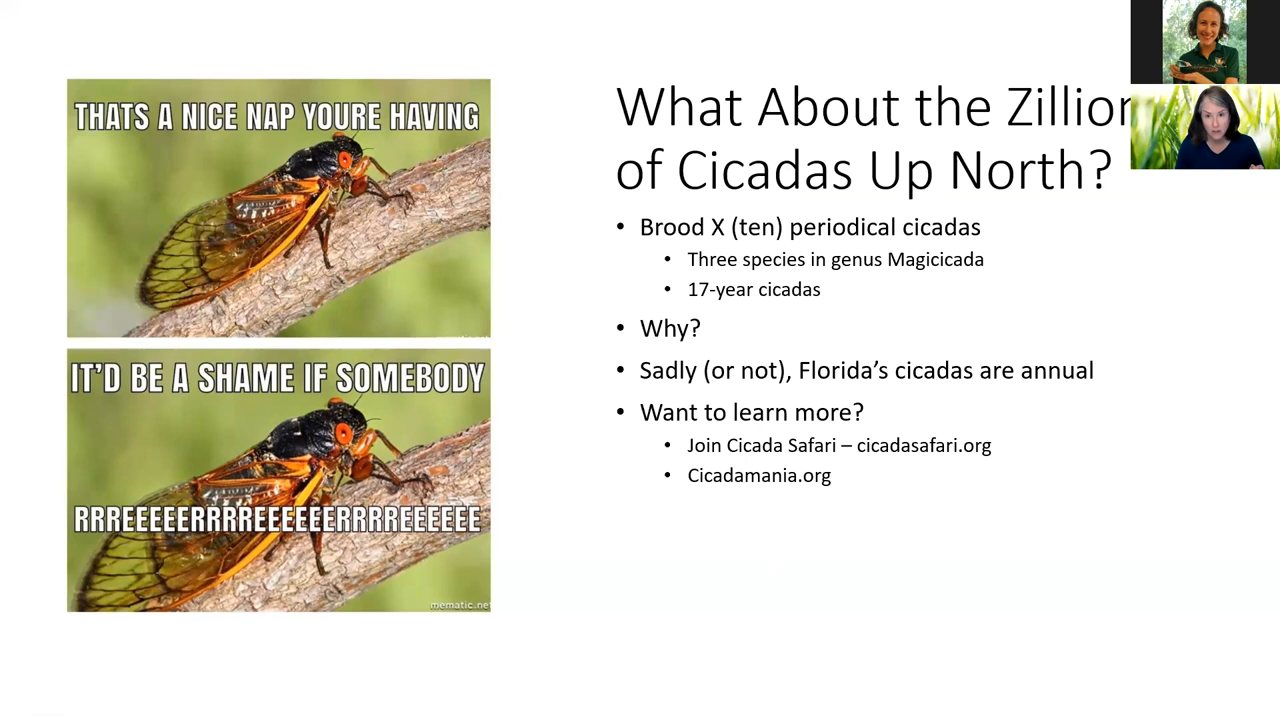 THATS A NICE NAP YOURE HAVING
IT'D BE A SHAME IF SOMEBODY
RRREEEEERRRREEEEEERRRREEEEEE
mematic.net
What About the Zillion
of Cicadas Up North?
• Brood X (ten) periodical cicadas
• Three species in genus Magicicada
• 17-year cicadas
• Why?
• Sadly (or not), Florida's cicadas are annual
• Want to learn more?
• Join Cicada Safari – cicadasafari.org
• Cicadamania.org